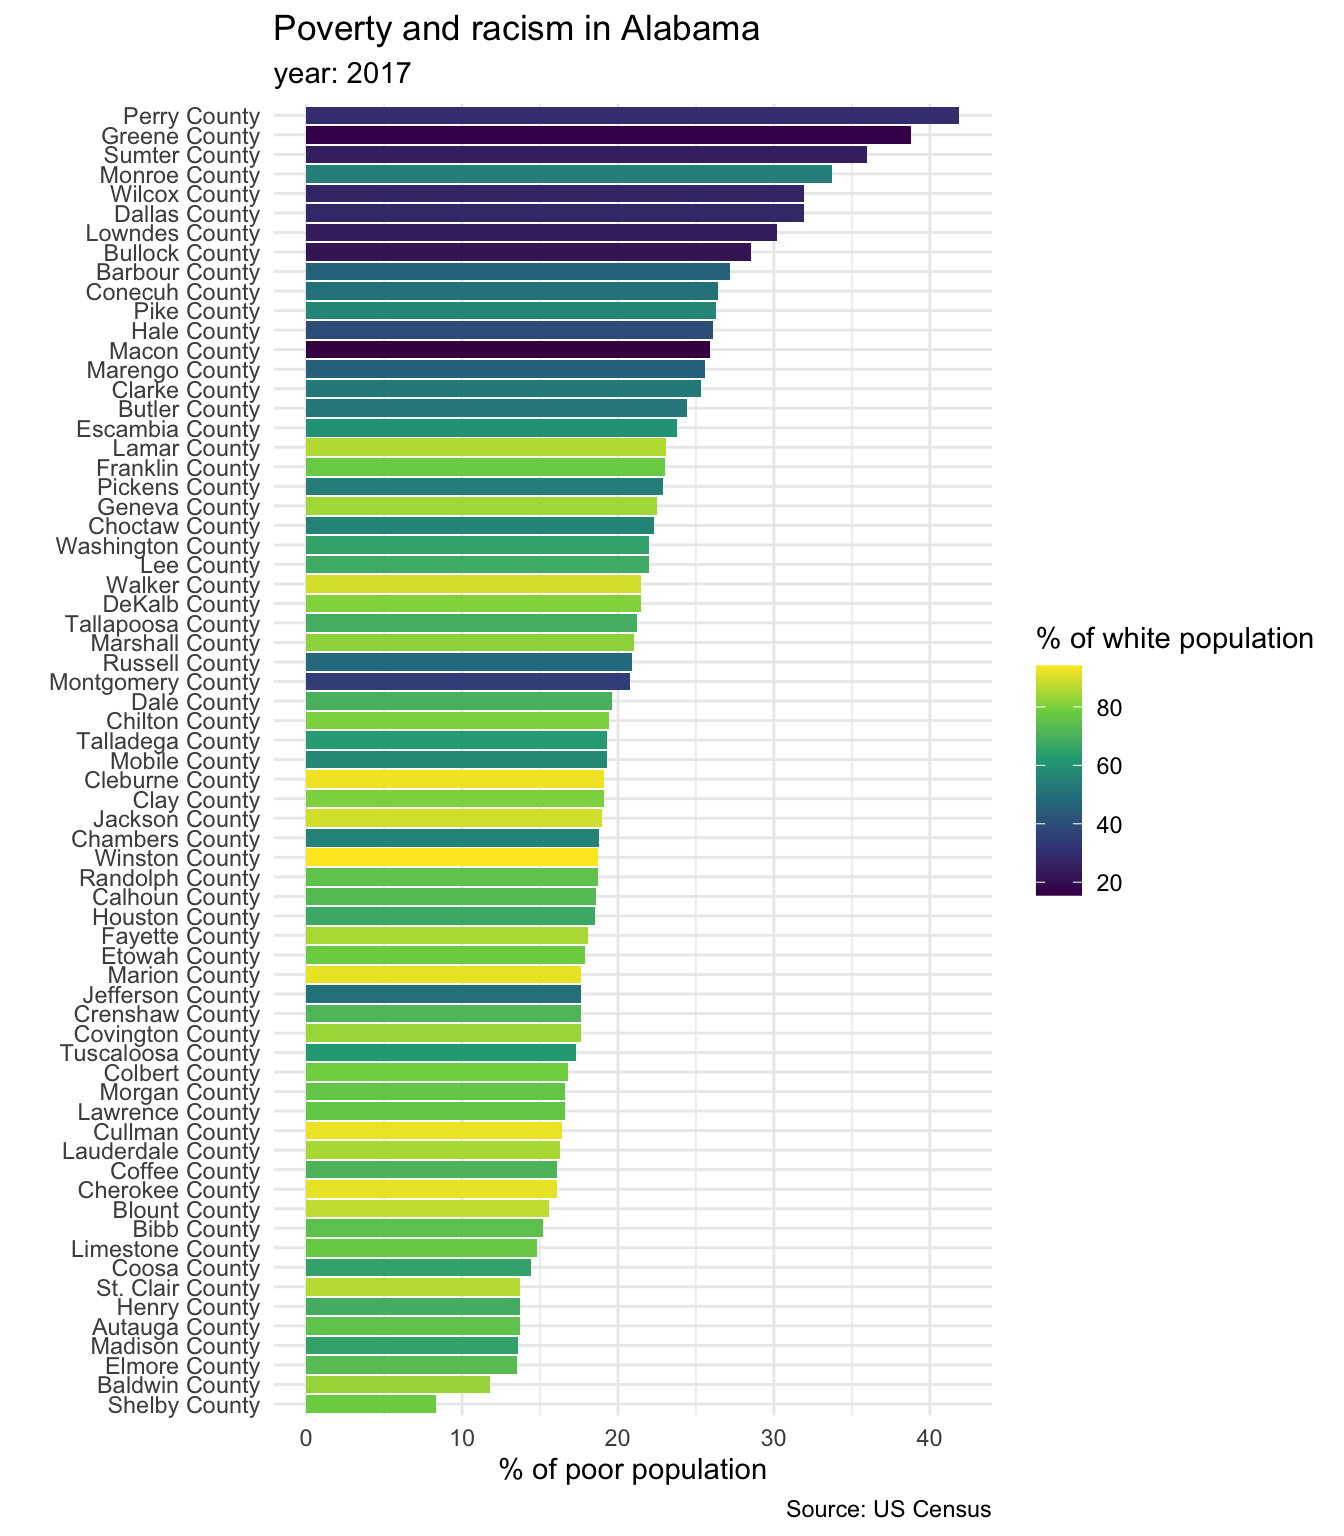 Poverty and racism in Alabama
year: 2017
Perry County
Greene County
Sumter County
Monroe County
Wilcox County
Dallas County
Lowndes County
Bullock County
Barbour County
Conecuh County
Pike County
Hale County
Macon County
Marengo County
Clarke County
Butler County
Escambia County
Lamar County
Franklin County
Pickens County
Geneva County
Choctaw County
Washington County
Lee County
Walker County
DeKalb County
Tallapoosa County
Marshall County
Russell County
Montgomery County
Dale County
Chilton County
Talladega County
Mobile County
Cleburne County
Clay County
Jackson County
Chambers County
Winston County
Randolph County
Calhoun County
Houston County
Fayette County
Etowah County
Marion County
Jefferson County
Crenshaw County
Covington County
Tuscaloosa County
Colbert County
Morgan County
Lawrence County
Cullman County
Lauderdale County
Coffee County
Cherokee County
Blount County
Bibb County
Limestone County
Coosa County
St. Clair County
Henry County
Autauga County
Madison County
Elmore County
Baldwin County
Shelby County
0 10 20 30 40
% of poor population
Source: US Census
% of white population
80
60
40
20